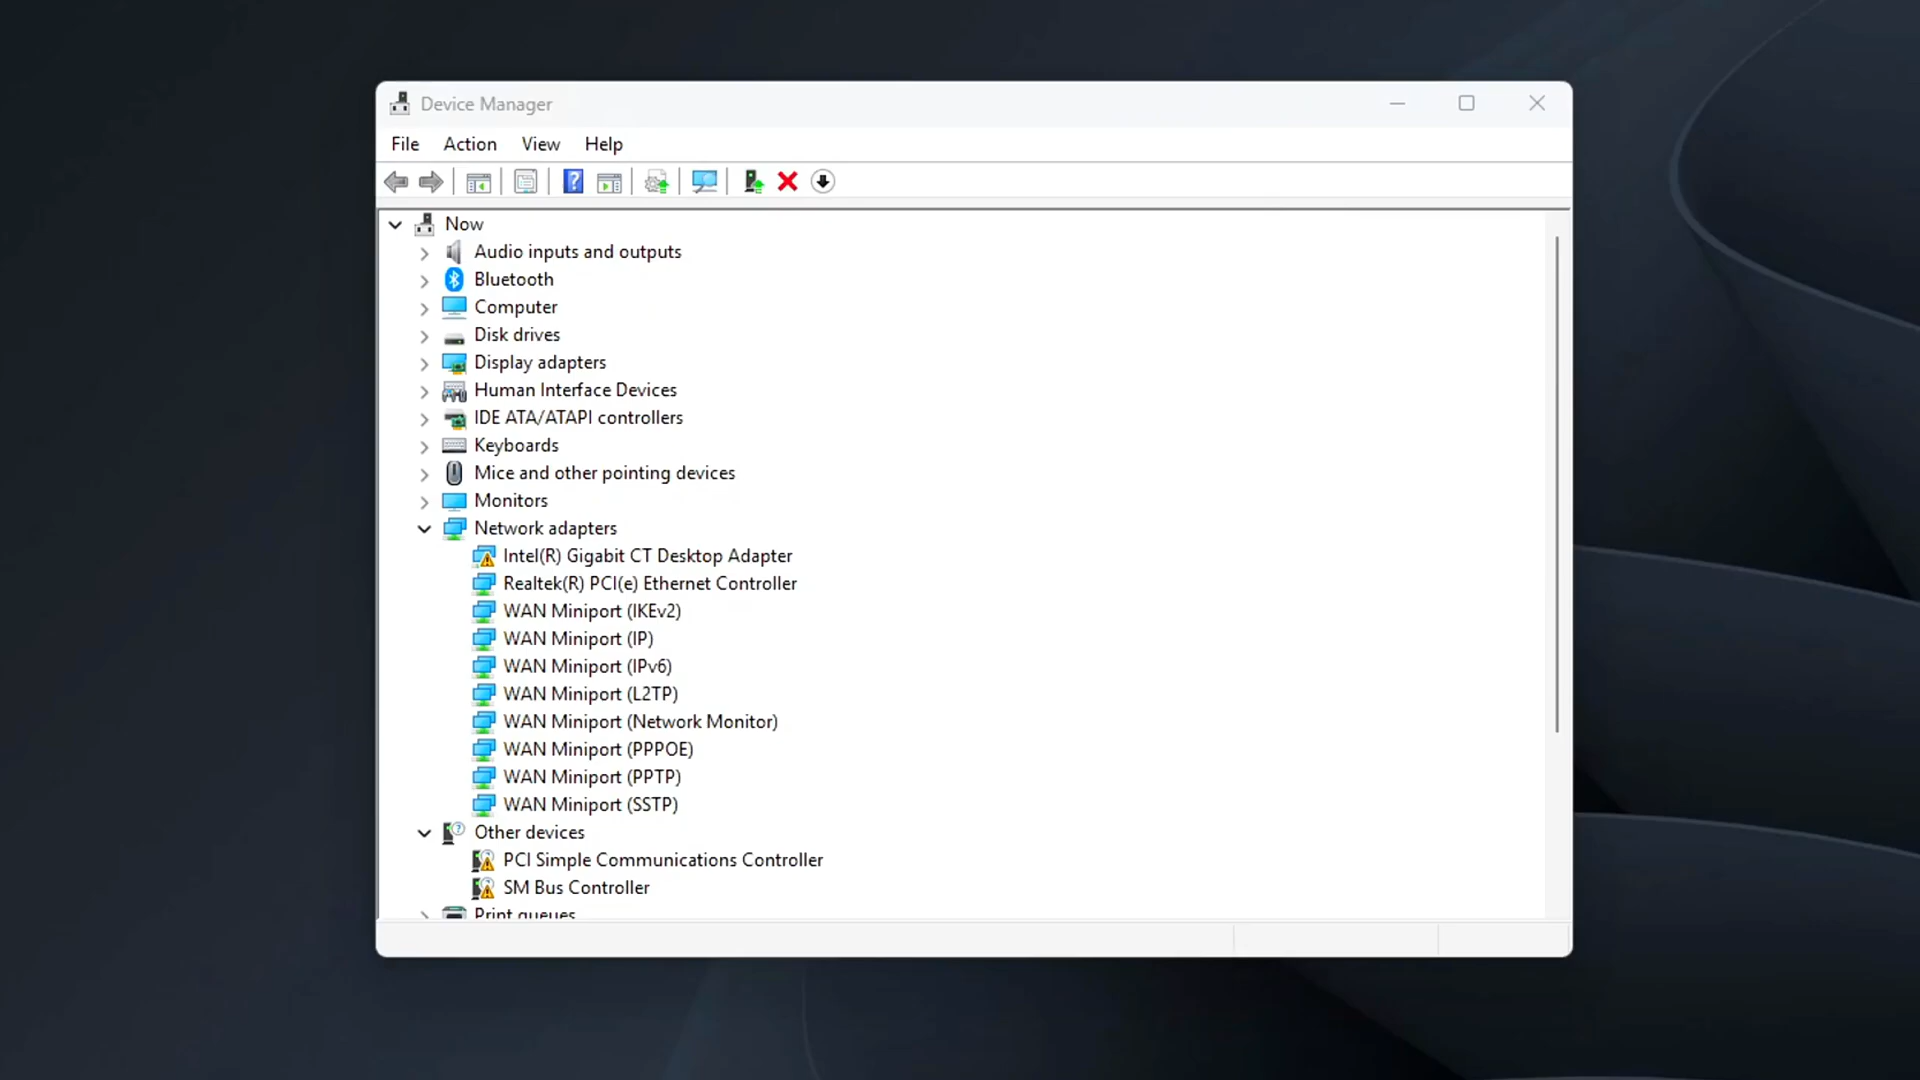 Device Manager
File Action View Help
Now
Audio inputs and outputs
Bluetooth
Computer
Disk drives
Display adapters
Human Interface Devices
IDE ATA/ATAPI controllers
Keyboards
Mice and other pointing devices
Monitors
Network adapters
Intel(R) Gigabit CT Desktop Adapter
Realtek(R) PCI(e) Ethernet Controller
WAN Miniport (IKEv2)
WAN Miniport (IP)
WAN Miniport (IPv6)
WAN Miniport (L2TP)
WAN Miniport (Network Monitor)
WAN Miniport (PPPOE)
WAN Miniport (PPTP)
WAN Miniport (SSTP)
Other devices
PCI Simple Communications Controller
SM Bus Controller
Print queues